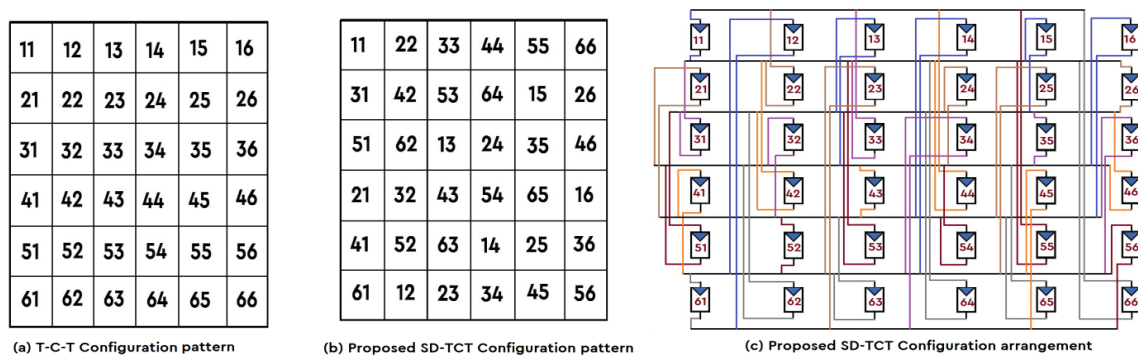 11 12 13 14 15 16
21 22 23 24 25 26
31 32 33 34 35 36
41 42 43 44 45 46
51 52 53 54 55 56
61 62 63 64 65 66
(a) T-C-T Configuration pattern
11 22 33 44 55 66
31 42 53 64 15 26
51 62 13 24 35 46
21 32 43 54 65 16
41 52 63 14 25 36
61 12 23 34 45 56
(b) Proposed SD-TCT Configuration pattern
11 12 13 14 15 16
21 22 23 24 25 26
31 32 33 34 35 36
41 42 43 44 45 46
51 52 53 54 55 56
61 62 63 64 65 66
(c) Proposed SD-TCT Configuration arrangement